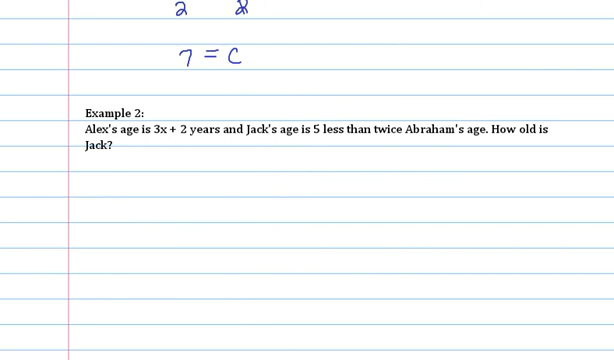 2 2
7 = C
Example 2:
Alex's age is 3x + 2 years and Jack's age is 5 less than twice Abraham's age. How old is
Jack?